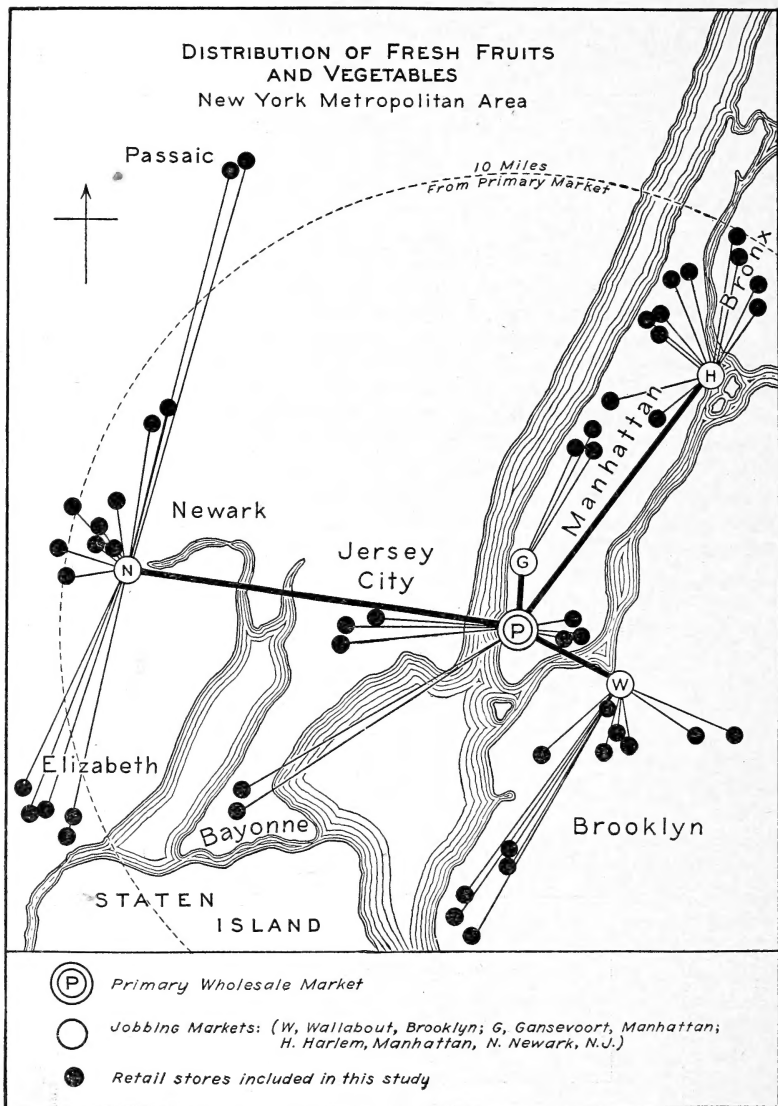 DISTRIBUTION OF FRESH FRUITS
AND VEGETABLES
New York Metropolitan Area
Passaic
10 Miles
From Primary Market
Bronx
H
Manhattan
Newark
Jersey
City
G
N
P
W
Elizabeth
Bayonne
Brooklyn
STATEN
ISLAND
P Primary Wholesale Market
Jobbing Markets: (W, Wallabout, Brooklyn; G, Gansevoort, Manhattan;
H. Harlem, Manhattan, N. Newark, N.J.)
Retail stores included in this study